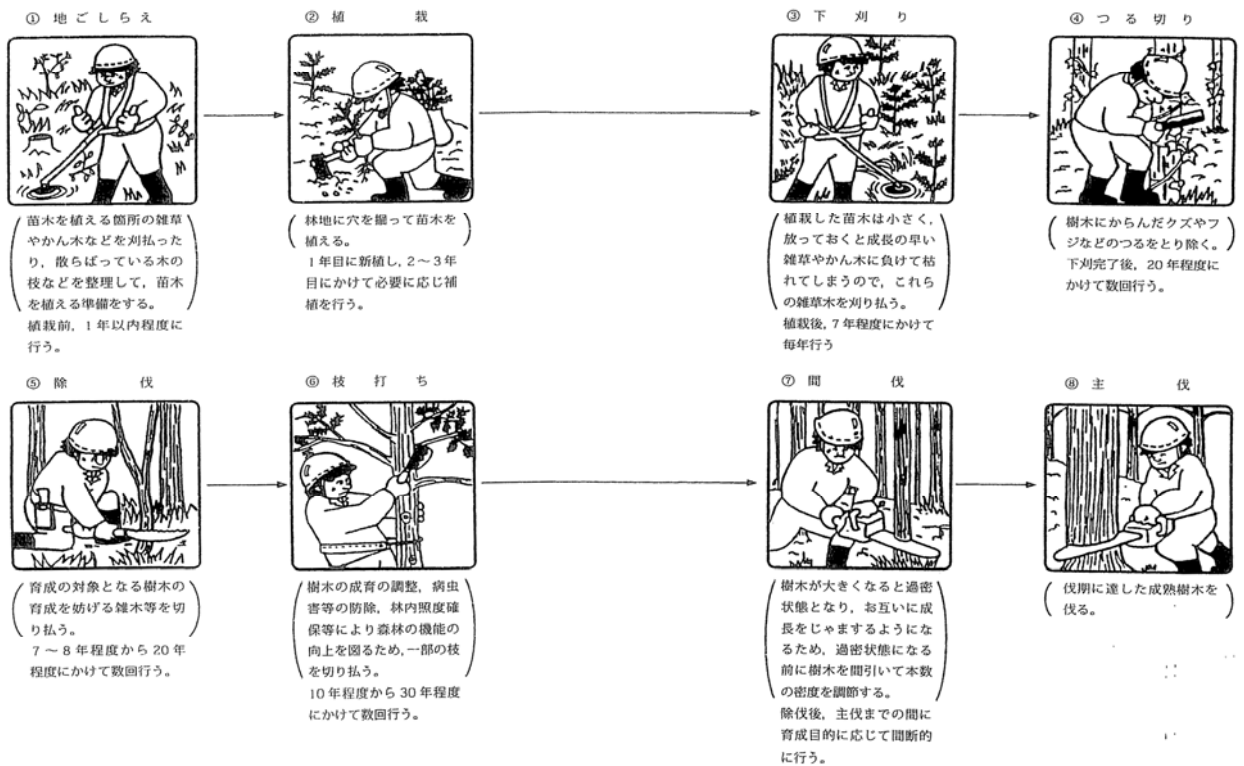 ① 地ごしらえ
苗木を植える箇所の雑草
やかん木などを刈払った
り，散らばっている木の
枝などを整理して，苗木
を植える準備をする。
植栽前，1年以内程度に
行う。
② 植栽
林地に穴を掘って苗木を
植える。
1年目に新植し，2〜3年
目にかけて必要に応じ補
植を行う。
③ 下刈り
植栽した苗木は小さく，
放っておくと成長の早い
雑草やかん木に負けて枯
れてしまうので，これら
の雑草木を刈り払う。
植栽後，7年程度にかけて
毎年行う
④ つる切り
樹木にからんだクズやフ
ジなどのつるをとり除く。
下刈完了後，20年程度に
かけて数回行う。
⑤ 除伐
育成の対象となる樹木の
育成を妨げる雑木等を切
り払う。
7〜8年程度から20年
程度にかけて数回行う。
⑥ 枝打ち
樹木の成育の調整，病虫
害等の防除，林内照度確
保等により森林の機能の
向上を図るため，一部の枝
を切り払う。
10年程度から30年程度
にかけて数回行う。
⑦ 間伐
樹木が大きくなると過密
状態となり，お互いに成
長をじゃまするようにな
るため，過密状態になる
前に樹木を間引いて本数
の密度を調節する。
除伐後，主伐までの間に
育成目的に応じて間断的
に行う。
⑧ 主伐
伐期に達した成熟樹木を
伐る。